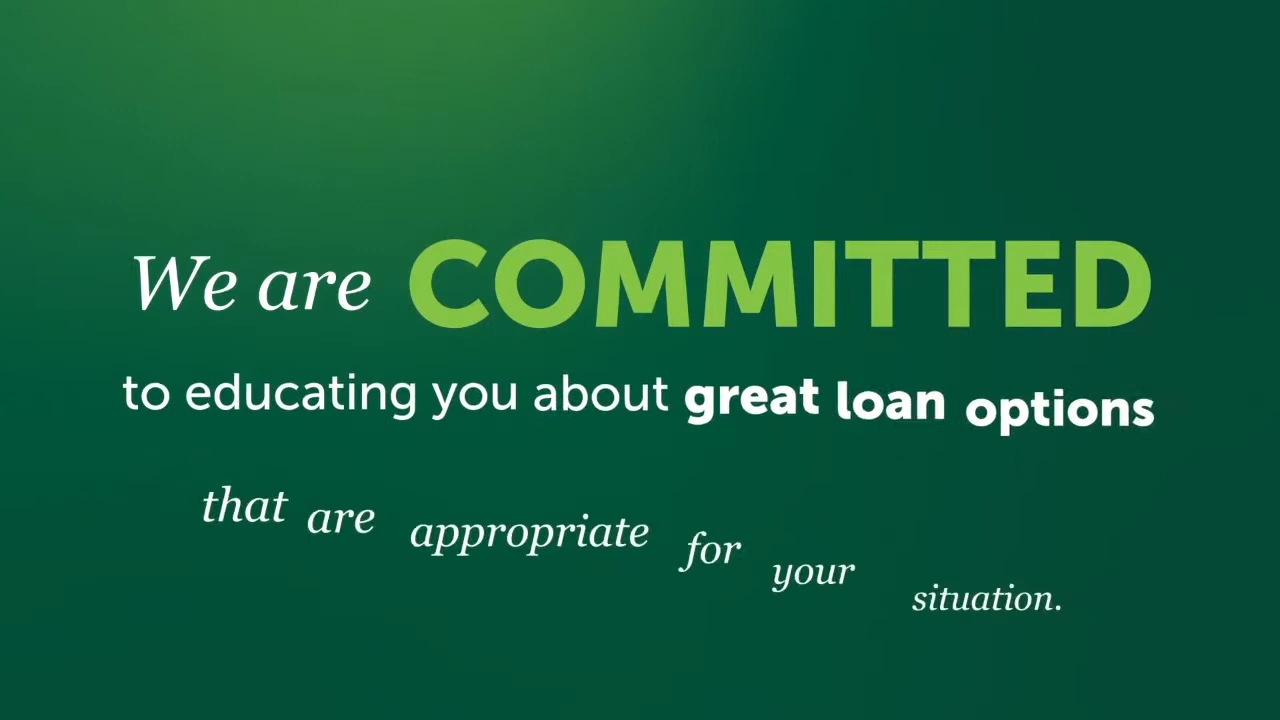 We are COMMITTED
to educating you about great loan options
that are appropriate for your situation.